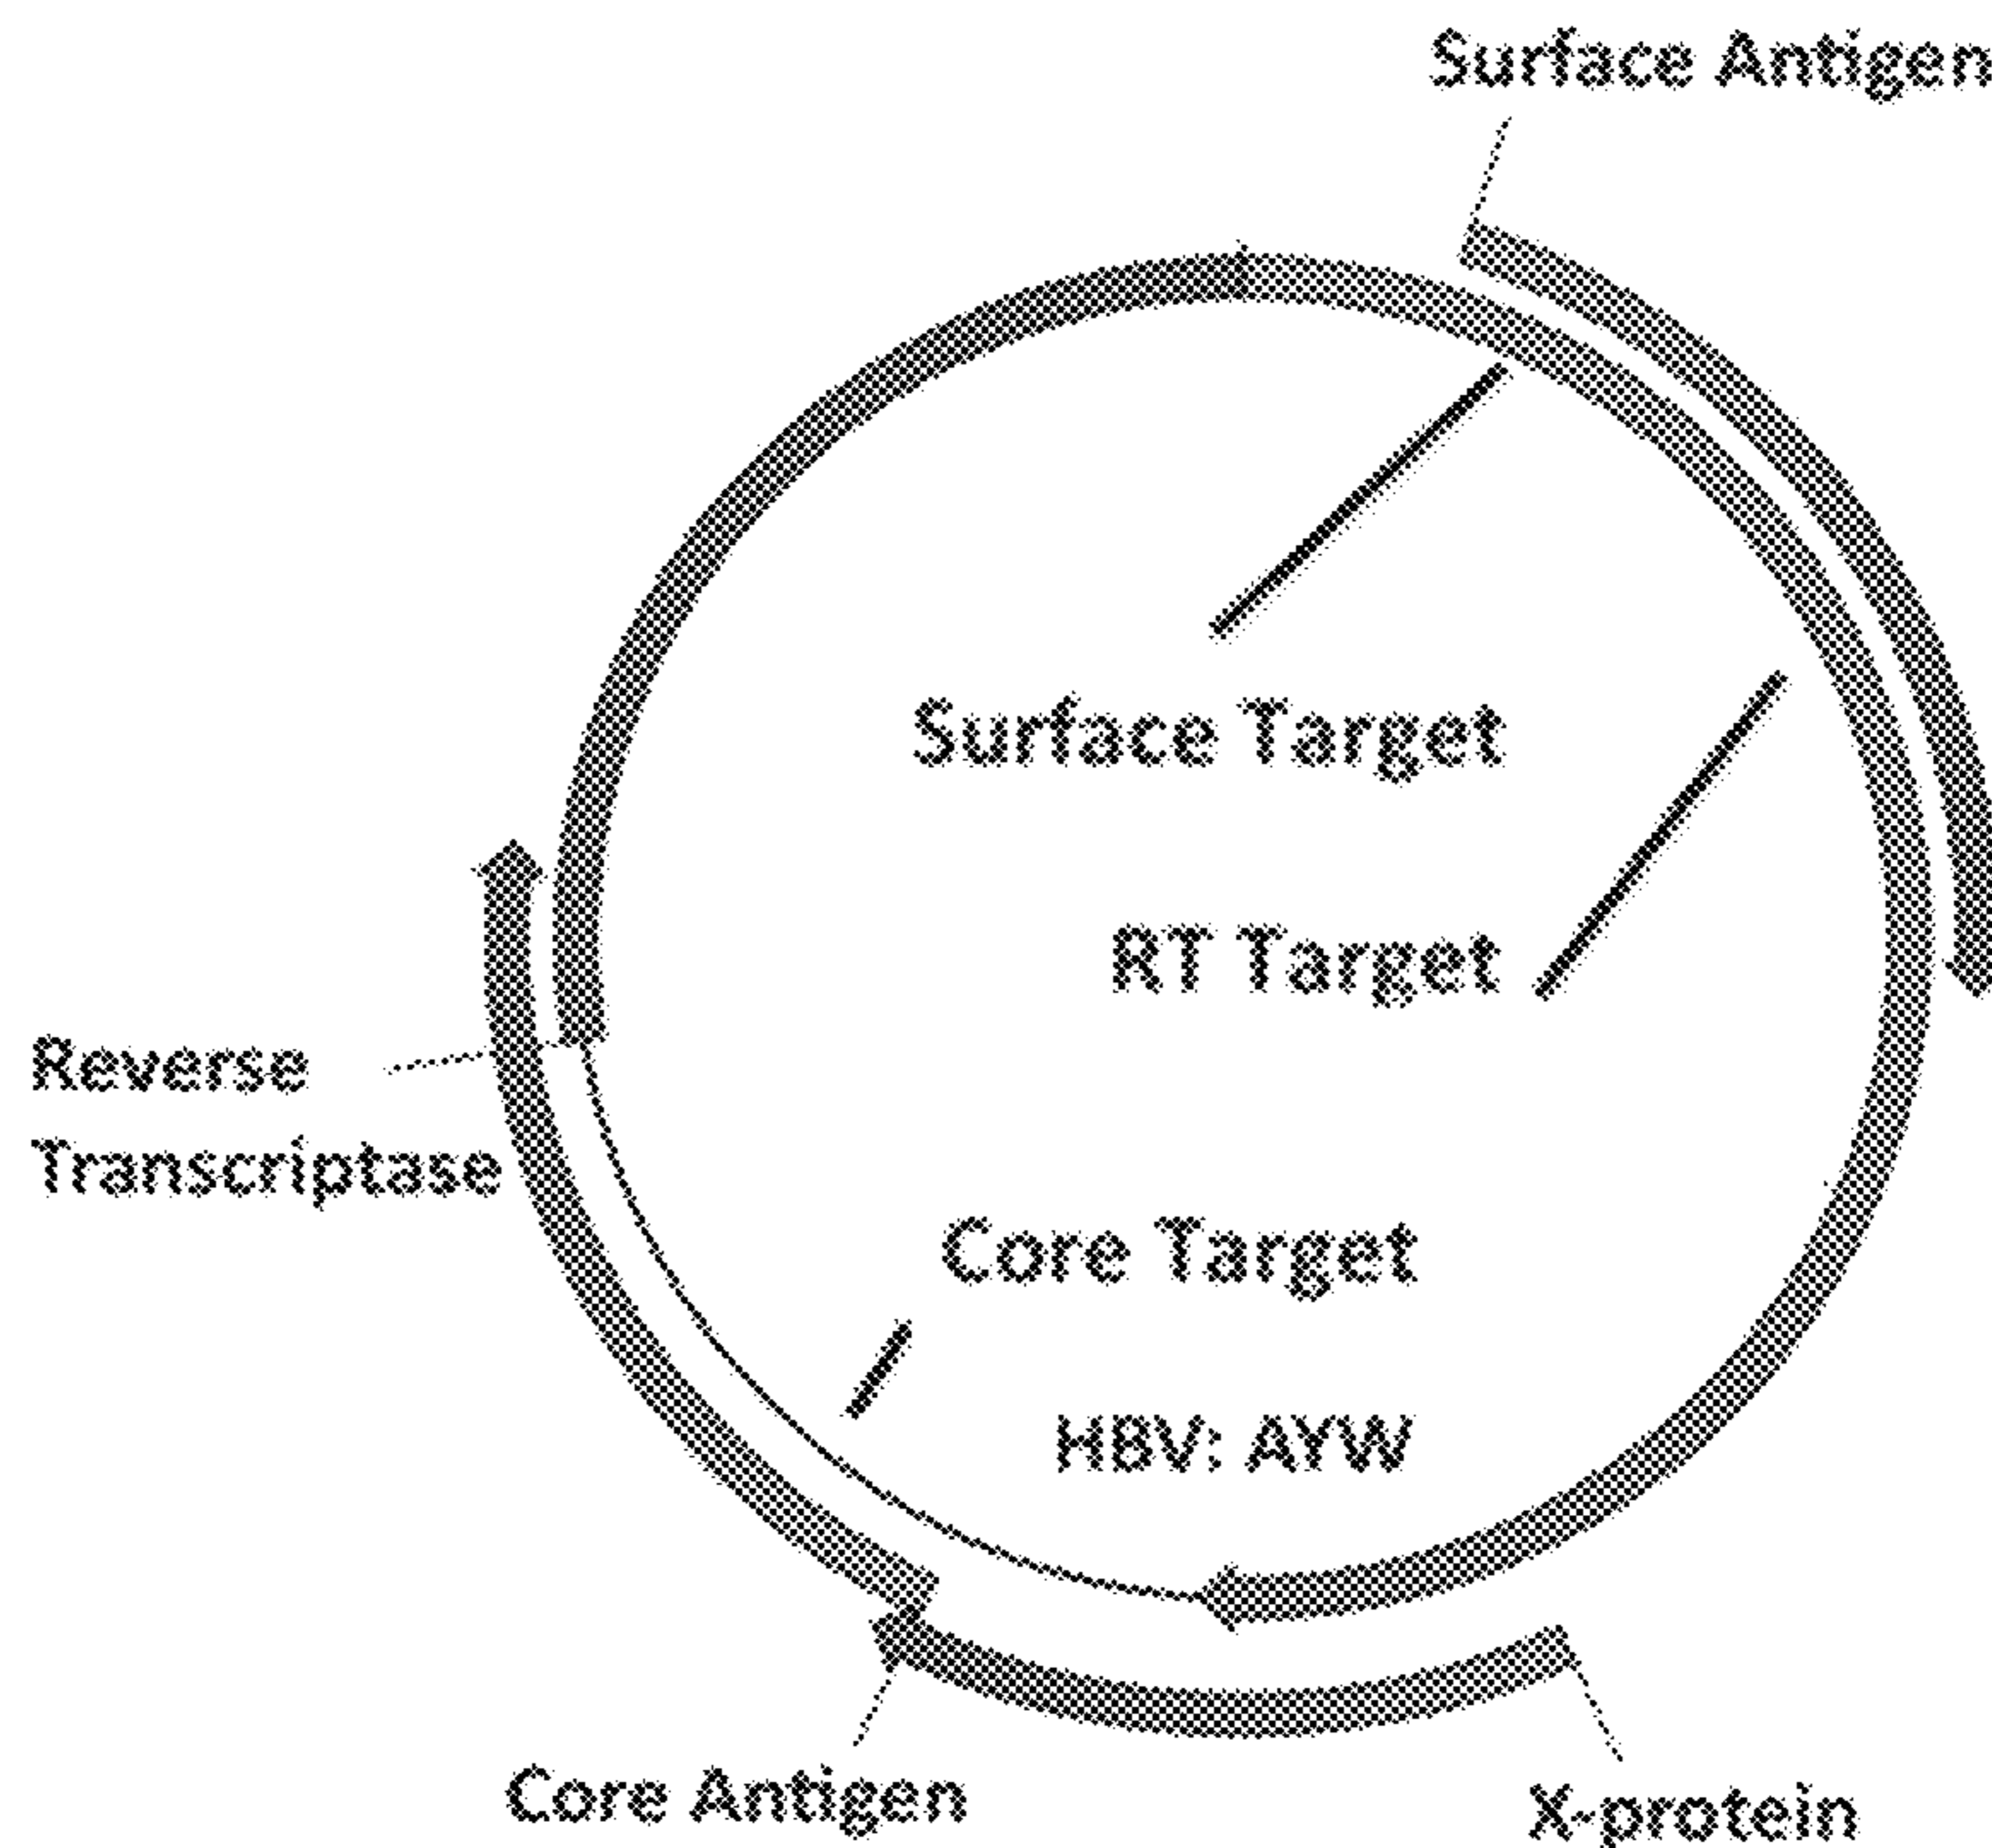 Surface Antigen
Surface Target
RT Target
Reverse
Transcriptase
Core Target
HBV: AYW
Core Antigen
X-protein